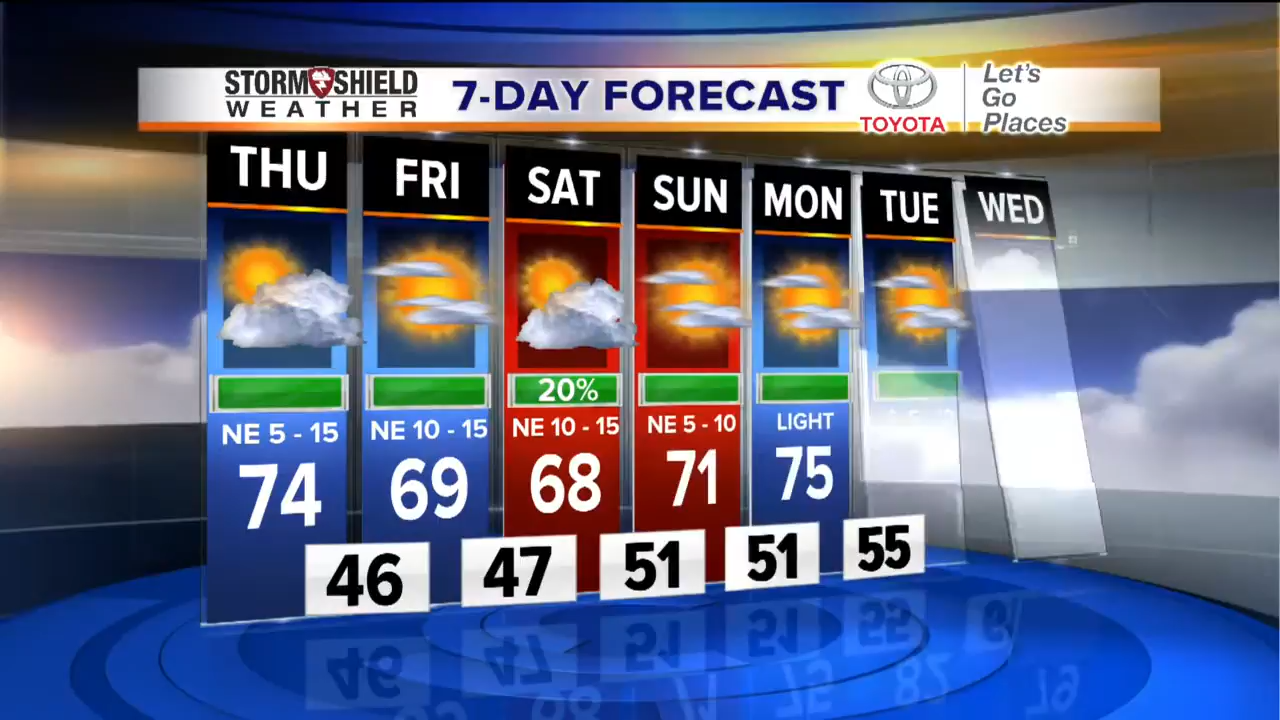 STORM SHIELD
WEATHER
7-DAY FORECAST
TOYOTA
Let's
Go
Places
THU FRI SAT SUN MON TUE WED
20%
NE 5 - 15 NE 10 - 15 NE 10 - 15 NE 5 - 10 LIGHT
74 69 68 71 75
46 47 51 51 55